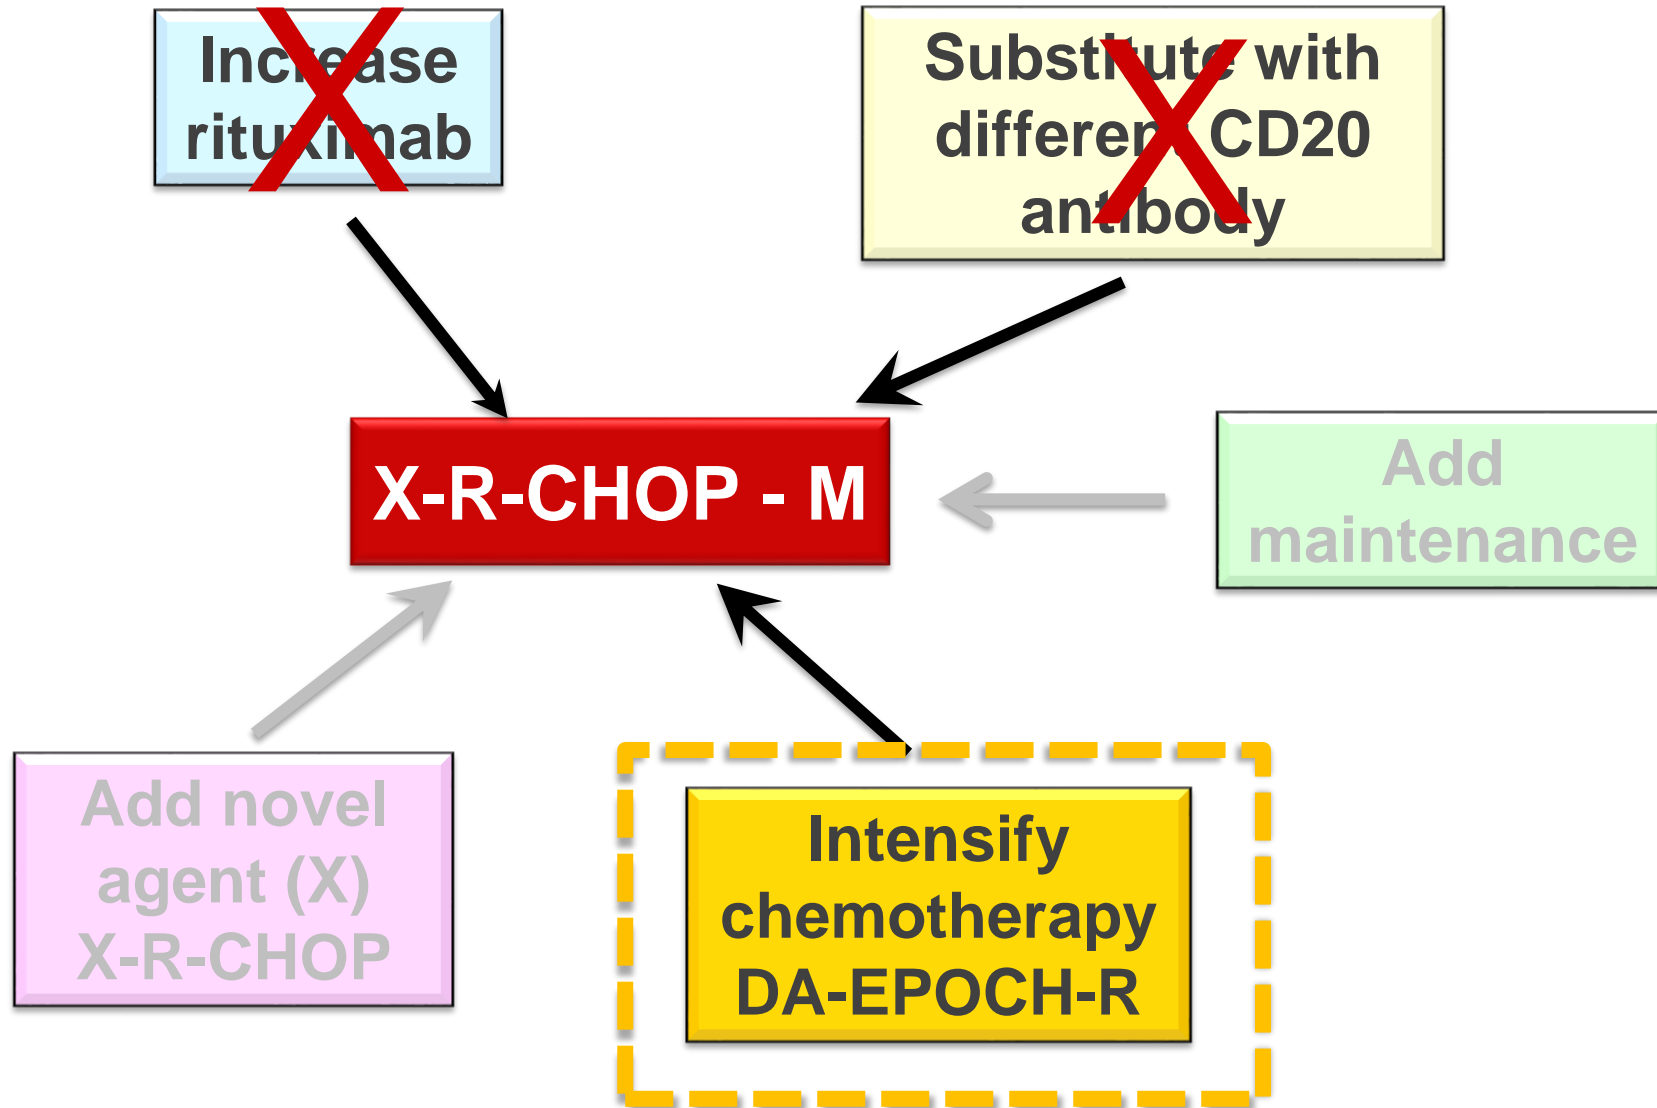 Increase
rituximab
Substitute with
different CD20
antibody
X-R-CHOP - M
Add
maintenance
Add novel
agent (X)
X-R-CHOP
Intensify
chemotherapy
DA-EPOCH-R